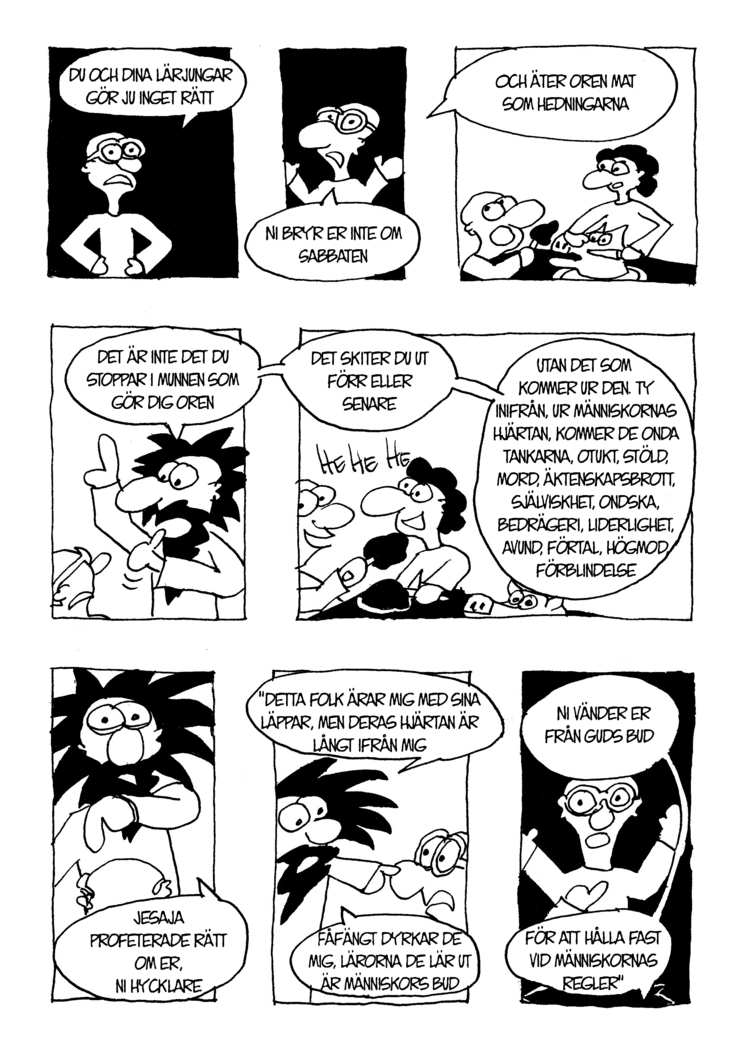 DU OCH DINA LÄRJUNGAR
GÖR JU INGET RÄTT
NI BRYR ER INTE OM
SABBATEN
OCH ÄTER OREN MAT
SOM HEDNINGARNA
DET ÄR INTE DET DU
STOPPAR I MUNNEN SOM
GÖR DIG OREN
DET SKITER DU UT
FÖRR ELLER
SENARE
HE HE HE
UTAN DET SOM
KOMMER UR DEN. TY
INIFRÅN, UR MÄNNISKORNAS
HJÄRTAN, KOMMER DE ONDA
TANKARNA, OTUKT, STÖLD,
MORD, ÄKTENSKAPSBROTT,
SJÄLVISKHET, ONDSKA,
BEDRÄGERI, LIDERLIGHET,
AVUND, FÖRTAL, HÖGMOD,
FÖRBLINDELSE
JESAJA
PROFETERADE RÄTT
OM ER,
NI HYCKLARE
"DETTA FOLK ÄRAR MIG MED SINA
LÄPPAR, MEN DERAS HJÄRTAN ÄR
LÅNGT IFRÅN MIG
FÅFÄNGT DYRKAR DE
MIG, LÄRORNA DE LÄR UT
ÄR MÄNNISKORS BUD
NI VÄNDER ER
FRÅN GUDS BUD
FÖR ATT HÅLLA FAST
VID MÄNNISKORNAS
REGLER"